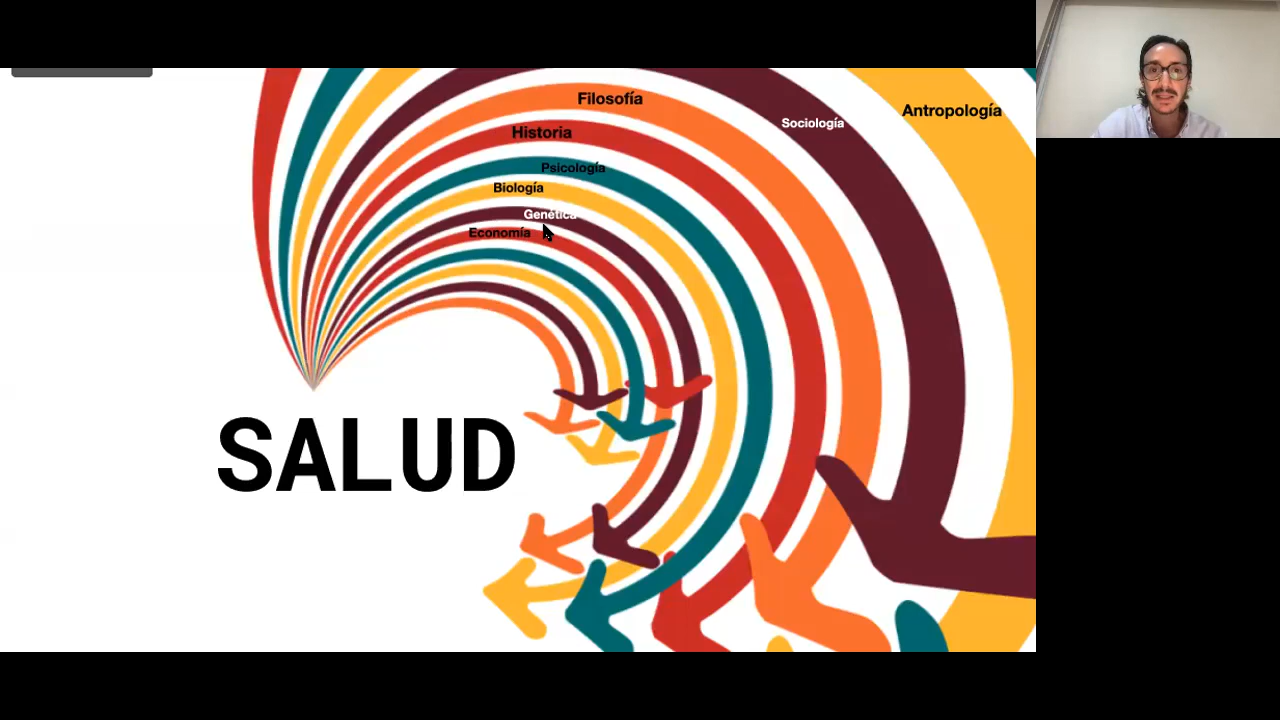 Filosofía
Antropología
Sociología
Historia
Psicología
Biología
Genética
Economía
SALUD